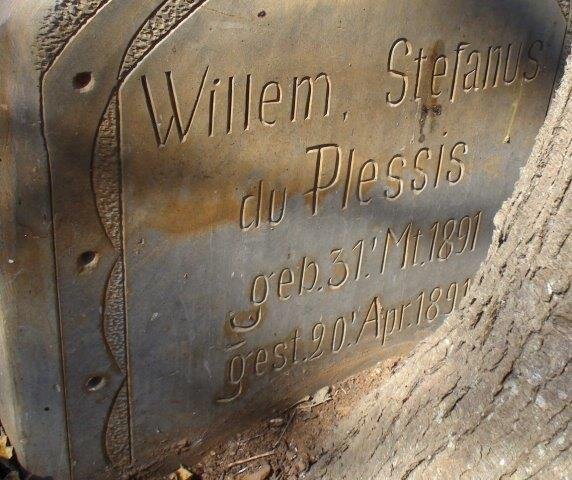 Willem. Stefanus
du Plessis
geb. 31.' Mt. 1891
gest. 20.' Apr. 1891